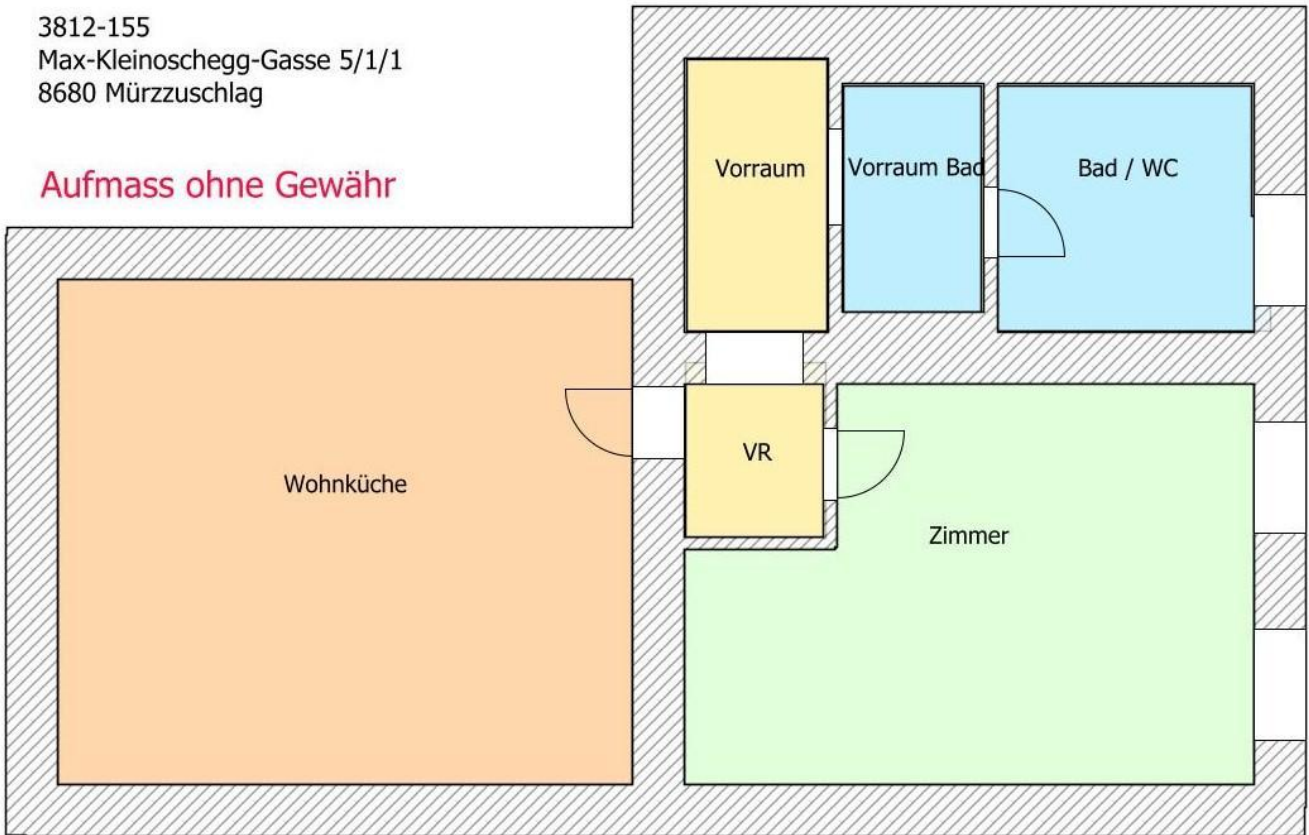 3812-155
Max-Kleinoschegg-Gasse 5/1/1
8680 Mürzzuschlag
Aufmass ohne Gewähr
Vorraum
Vorraum Bad
Bad / WC
VR
Wohnküche
Zimmer